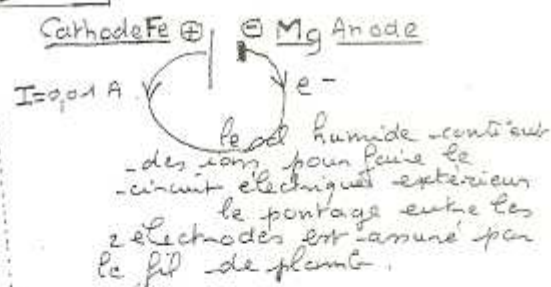 Cathode Fe ⊕ ⊖ Mg Anode
I=0,01 A
e -
le sol humide contient
des ions pour faire le
circuit électrique extérieur
le pontage entre les
2 électrodes est assuré par
le fil de plomb.